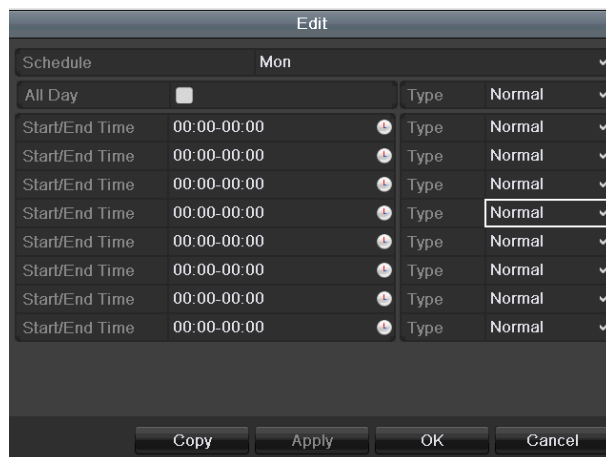 Edit
Schedule Mon
All Day Type Normal
Start/End Time 00:00-00:00 Type Normal
Start/End Time 00:00-00:00 Type Normal
Start/End Time 00:00-00:00 Type Normal
Start/End Time 00:00-00:00 Type Normal
Start/End Time 00:00-00:00 Type Normal
Start/End Time 00:00-00:00 Type Normal
Start/End Time 00:00-00:00 Type Normal
Start/End Time 00:00-00:00 Type Normal
Copy Apply OK Cancel